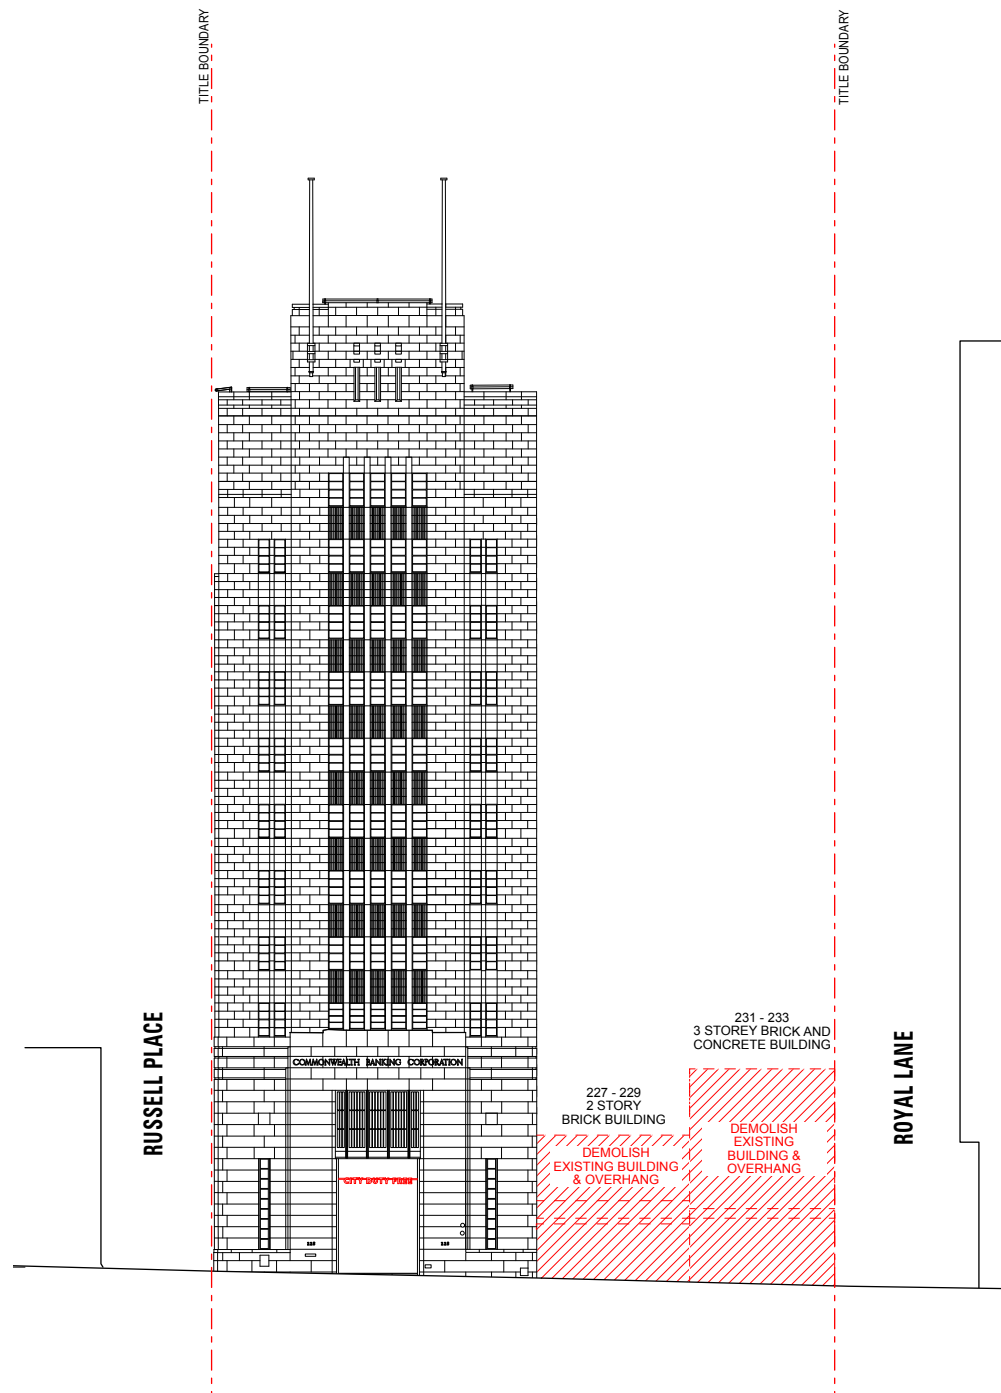 TITLE BOUNDARY
TITLE BOUNDARY
RUSSELL PLACE
COMMONWEALTH BANKING CORPORATION
CITY DUTY FREE
227 - 229
2 STORY
BRICK BUILDING
DEMOLISH
EXISTING BUILDING
& OVERHANG
231 - 233
3 STOREY BRICK AND
CONCRETE BUILDING
DEMOLISH
EXISTING
BUILDING &
OVERHANG
ROYAL LANE